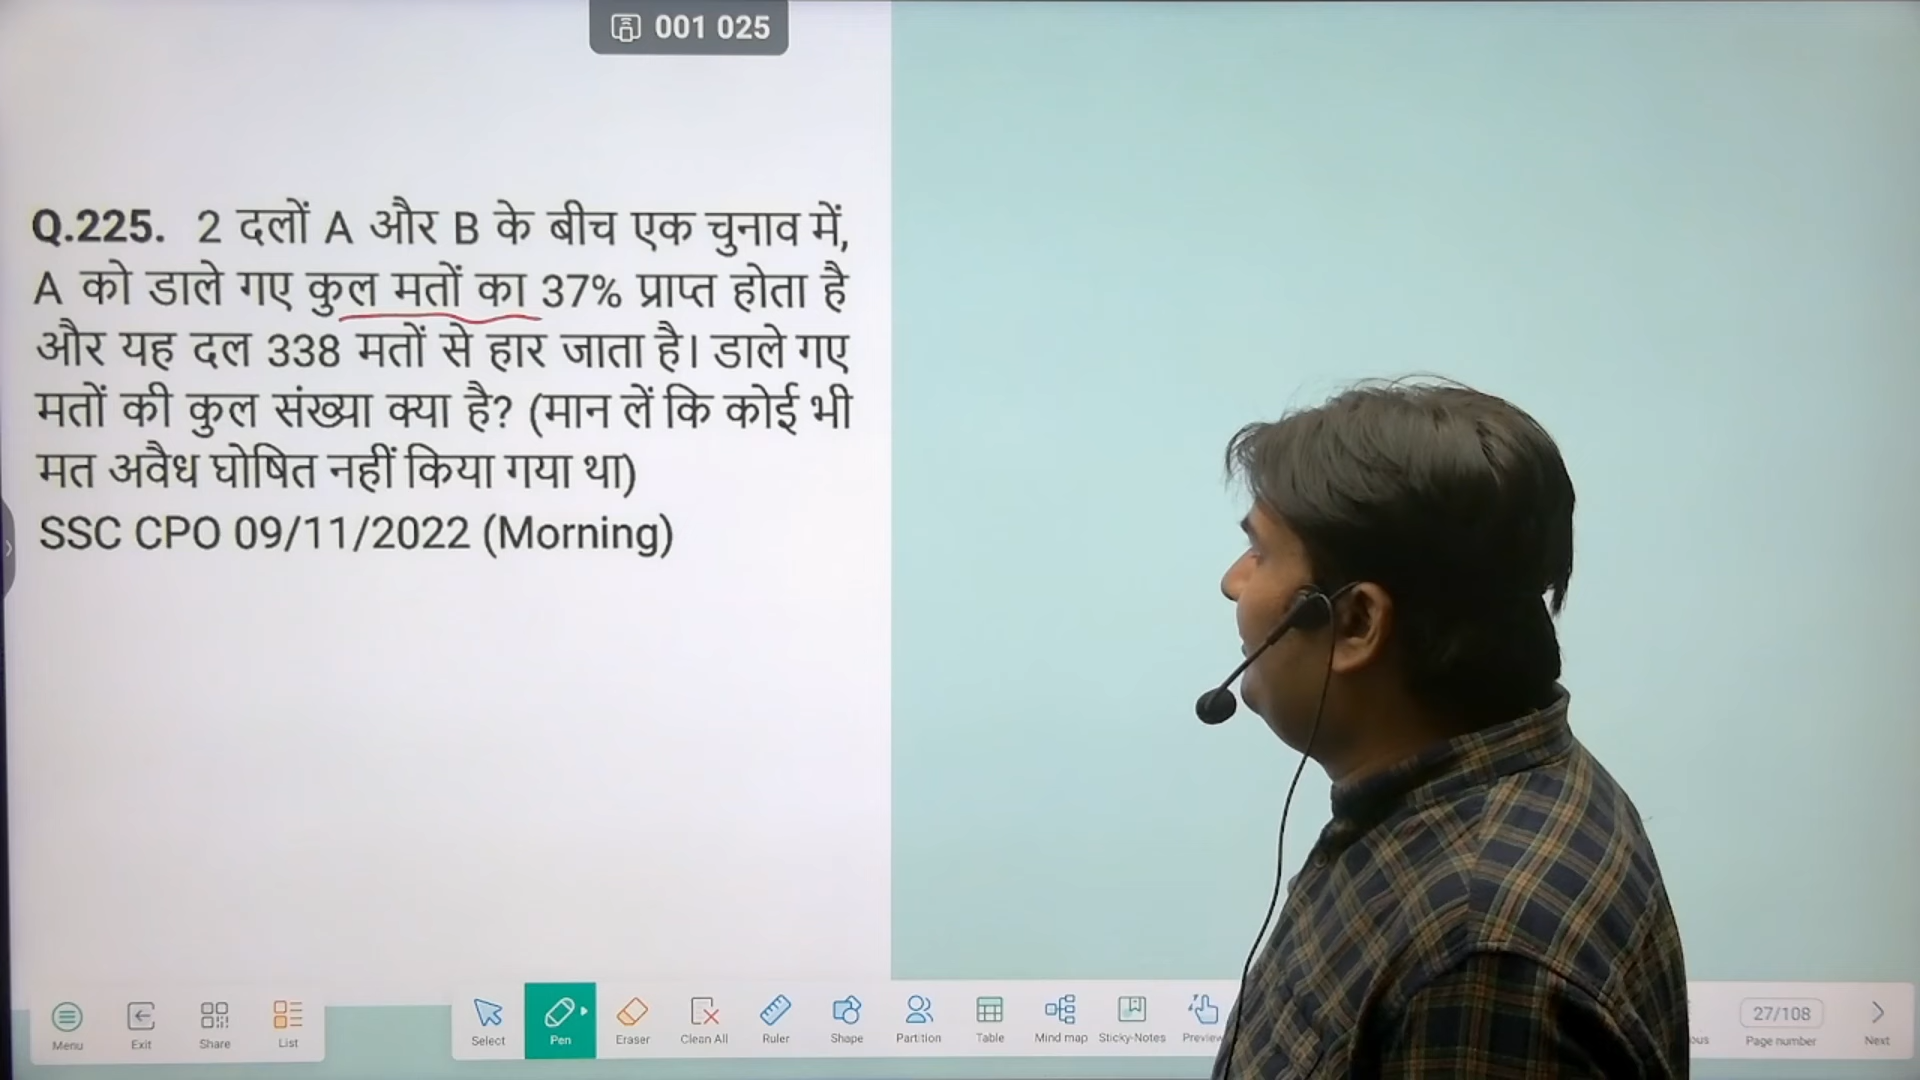 001 025
Q.225. 2 दलों A और B के बीच एक चुनाव में,
A को डाले गए कुल मतों का 37% प्राप्त होता है
और यह दल 338 मतों से हार जाता है। डाले गए
मतों की कुल संख्या क्या है? (मान लें कि कोई भी
मत अवैध घोषित नहीं किया गया था)
SSC CPO 09/11/2022 (Morning)
Menu Exit Share List Select Pen Eraser Clean All Ruler Shape Partition Table Mind map Sticky-Notes Preview 27/108 Page number Next